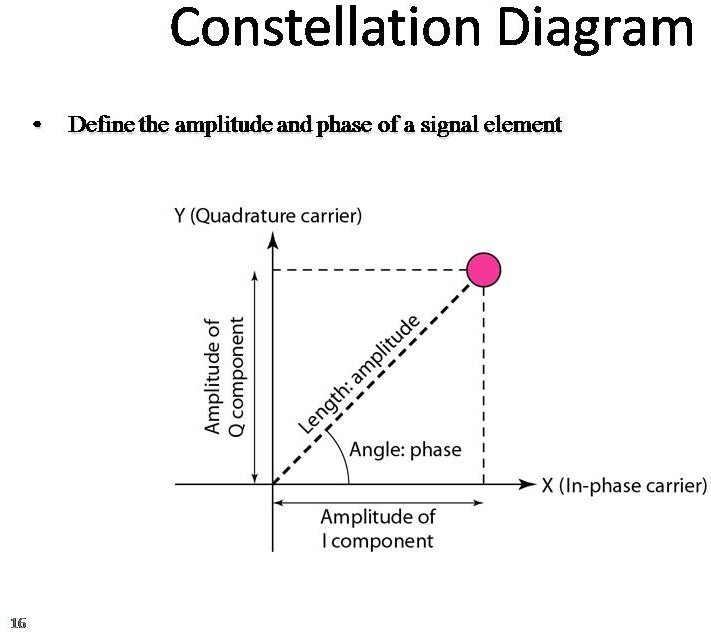 Constellation Diagram
• Define the amplitude and phase of a signal element
Y (Quadrature carrier)
Amplitude of
Q component
Length: amplitude
Angle: phase
X (In-phase carrier)
Amplitude of
I component
16